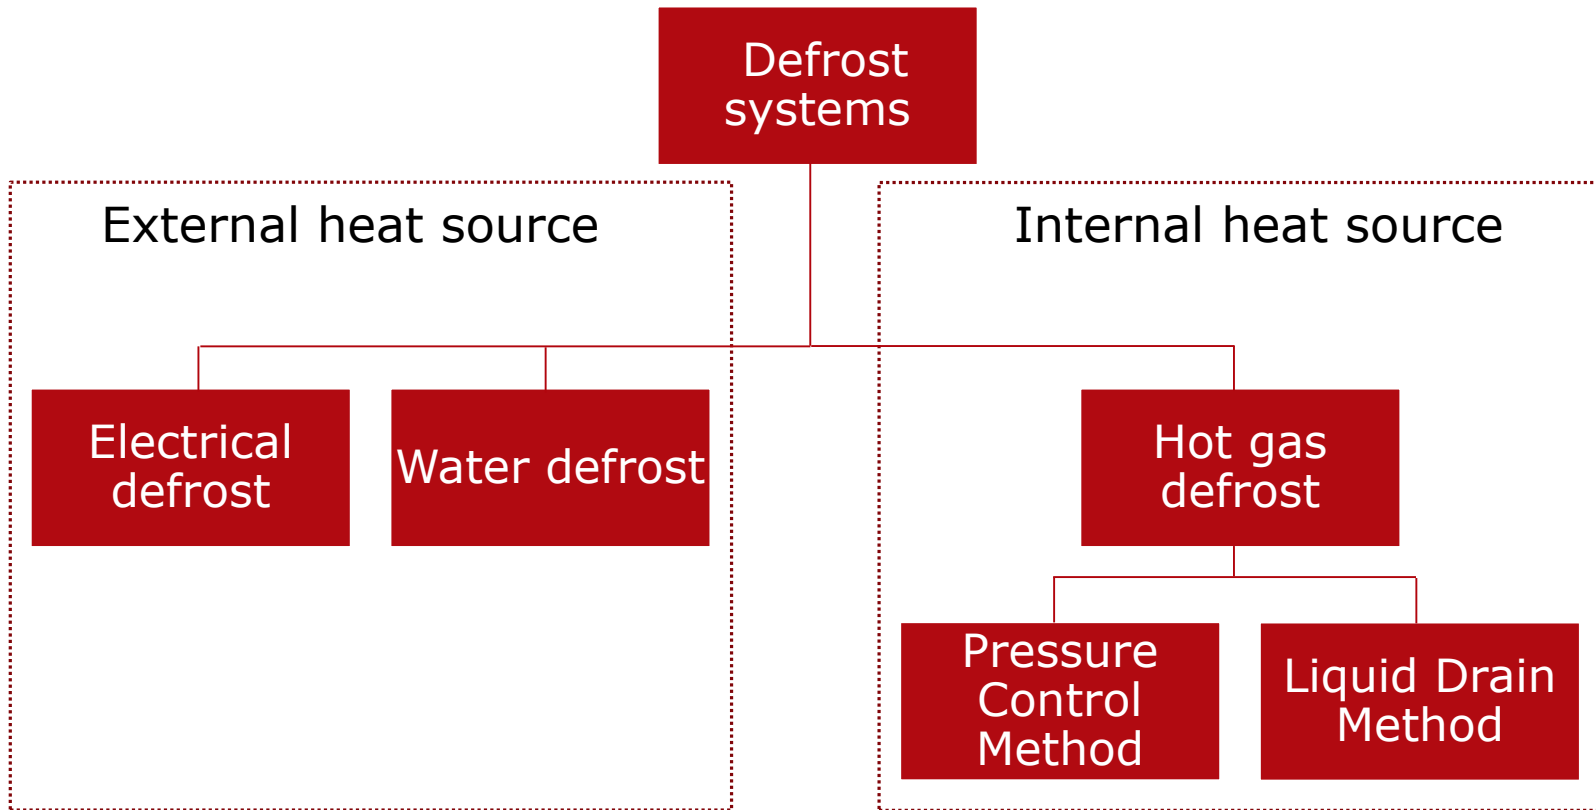 Defrost
systems
External heat source
Internal heat source
Electrical
defrost
Water defrost
Hot gas
defrost
Pressure
Control
Method
Liquid Drain
Method